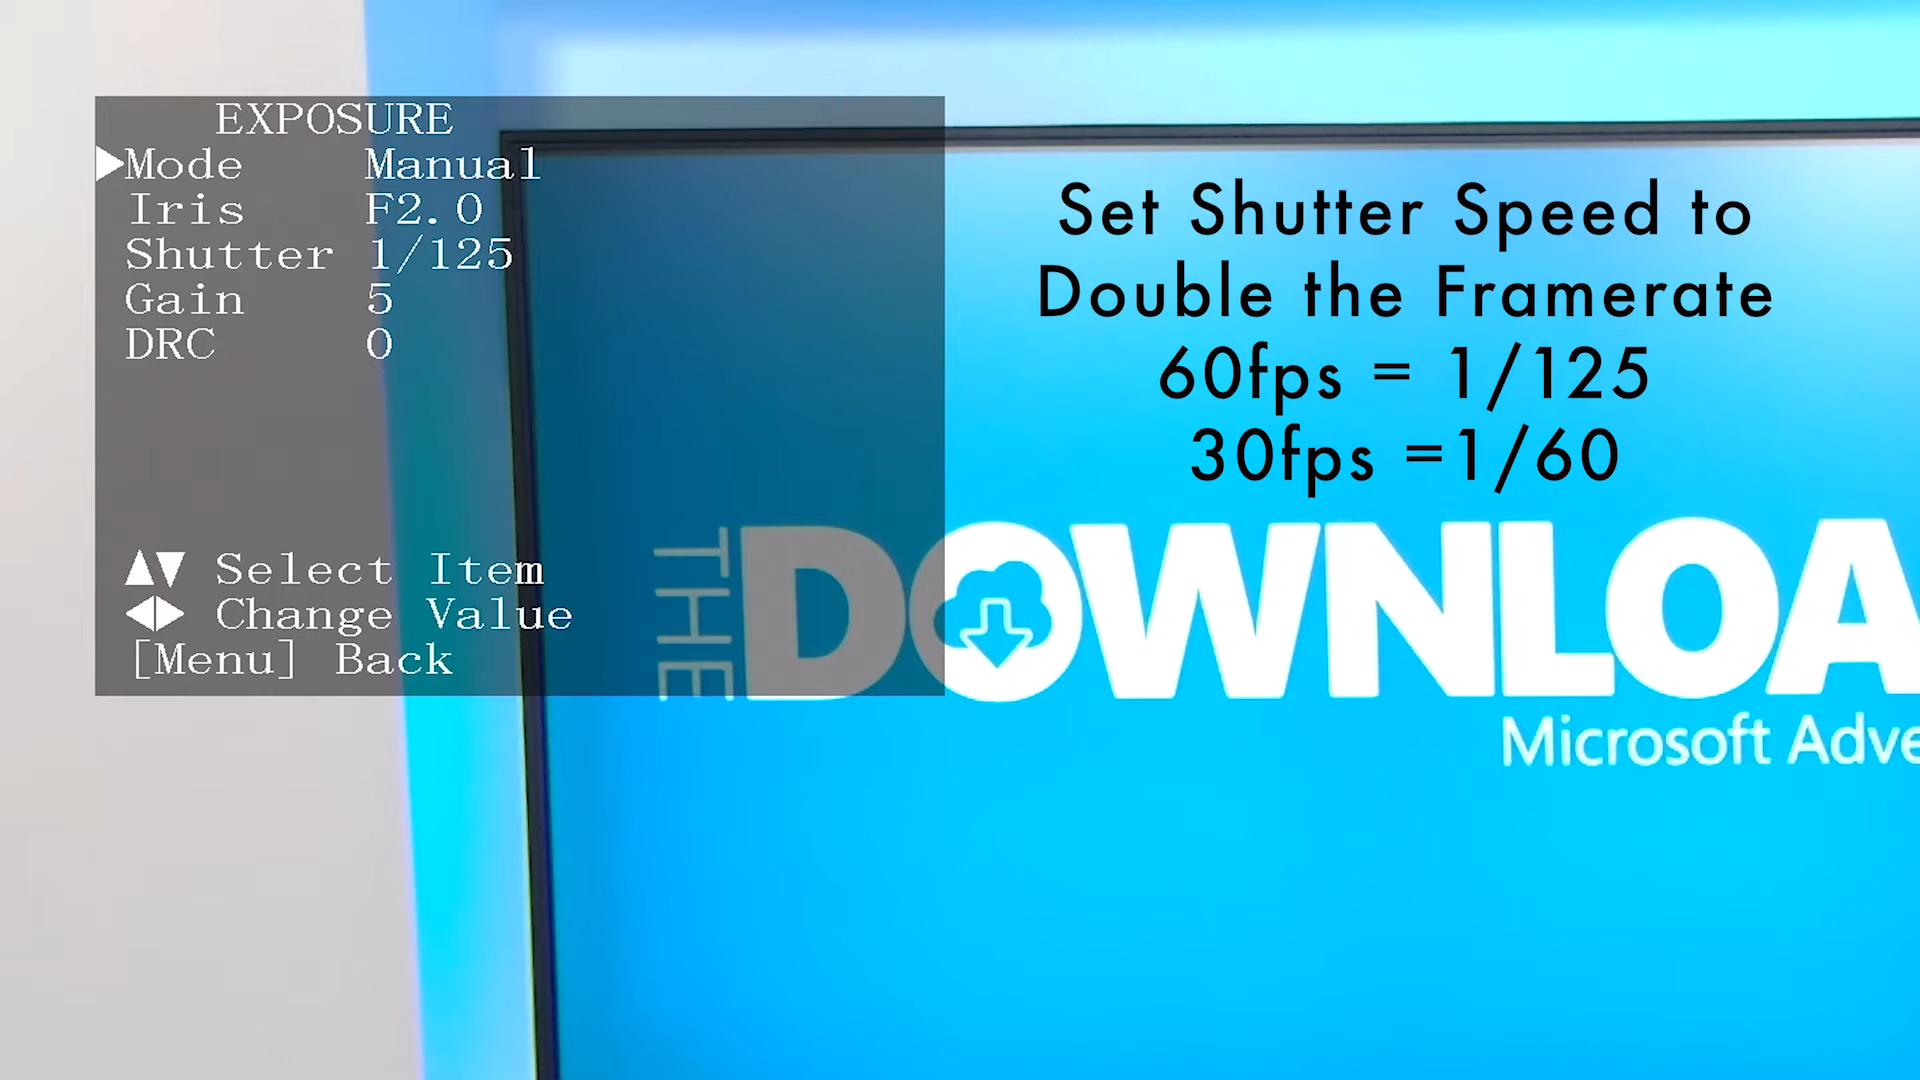 EXPOSURE
Mode Manual
Iris F2.0
Shutter 1/125
Gain 5
DRC 0
▲▼ Select Item
◀▶ Change Value
[Menu] Back
Set Shutter Speed to
Double the Framerate
60fps = 1/125
30fps =1/60
THE DOWNLOA
Microsoft Adve